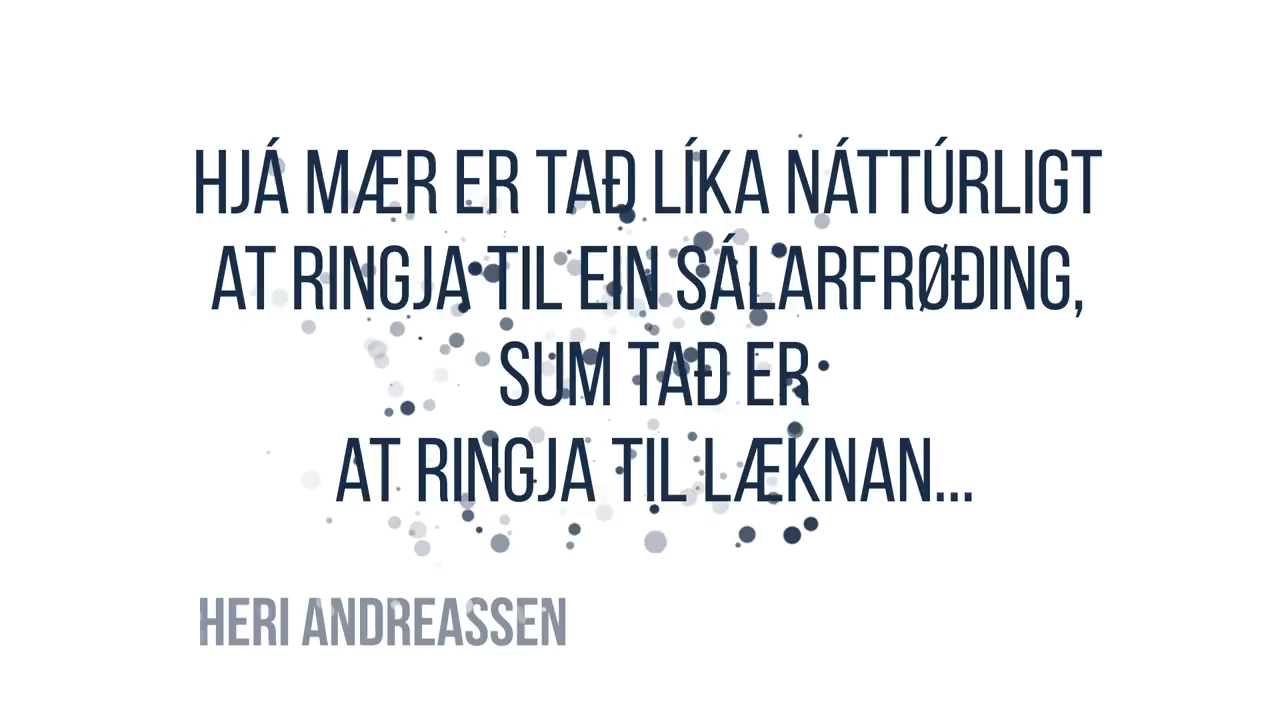 HJÁ MÆR ER TAÐ LÍKA NÁTTÚRLIGT
AT RINGJA TIL EIN SÁLARFRØÐING,
SUM TAÐ ER
AT RINGJA TIL LÆKNAN...
HERI ANDREASSEN